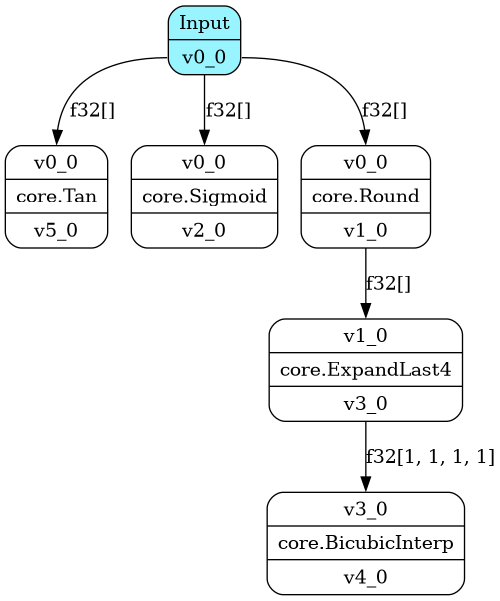 Input
v0_0
f32[]
f32[]
f32[]
v0_0
core.Tan
v5_0
v0_0
core.Sigmoid
v2_0
v0_0
core.Round
v1_0
f32[]
v1_0
core.ExpandLast4
v3_0
f32[1, 1, 1, 1]
v3_0
core.BicubicInterp
v4_0